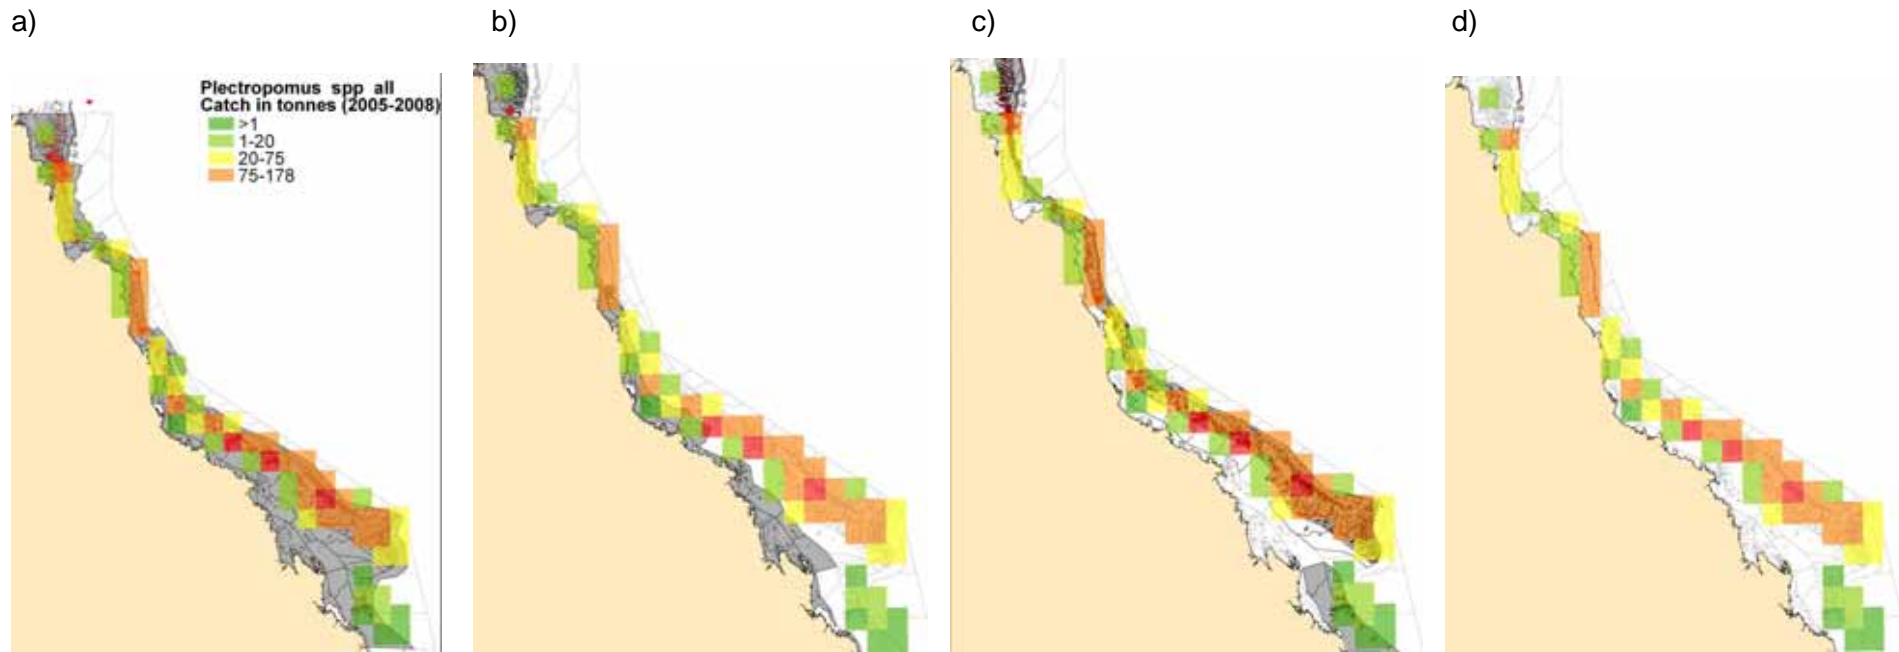 a)
b)
c)
d)
Plectropomus spp all
Catch in tonnes (2005-2008)
>1
1-20
20-75
75-178